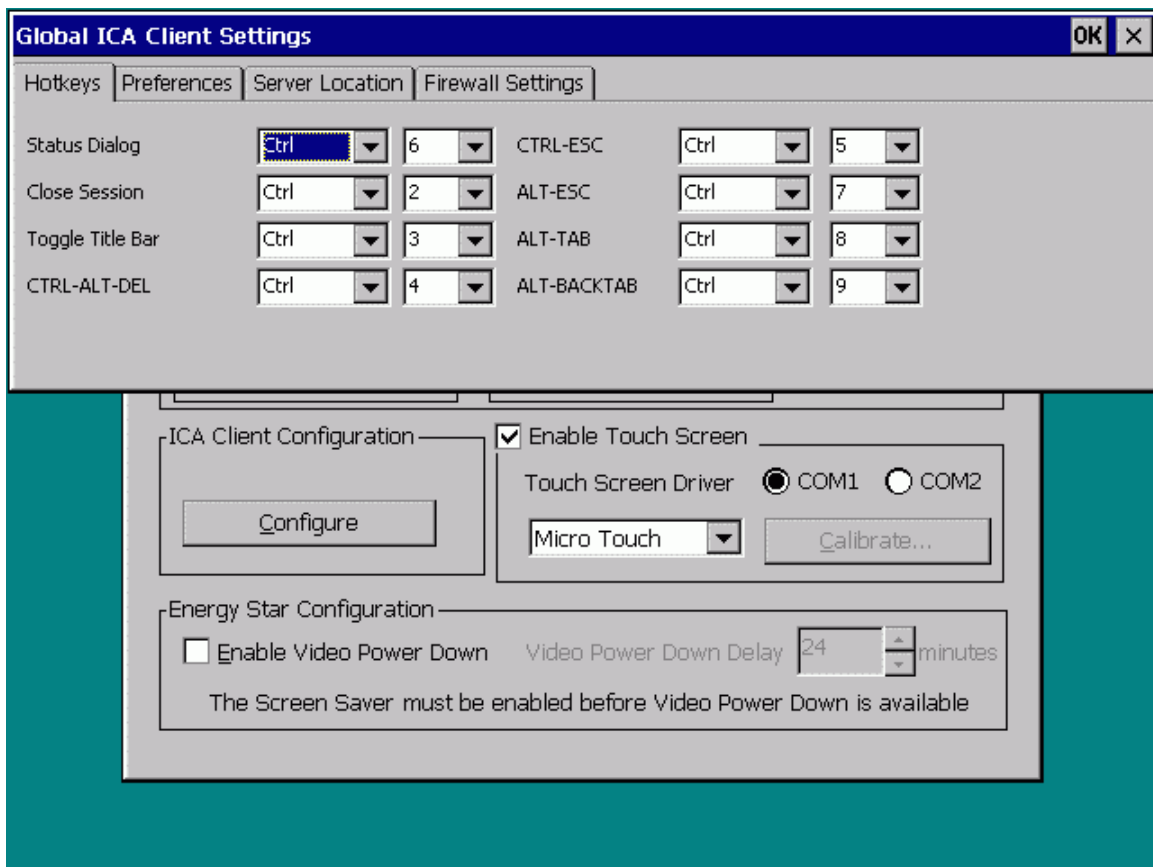 Global ICA Client Settings OK ×
Hotkeys Preferences Server Location Firewall Settings
Status Dialog Ctrl 6 CTRL-ESC Ctrl 5
Close Session Ctrl 2 ALT-ESC Ctrl 7
Toggle Title Bar Ctrl 3 ALT-TAB Ctrl 8
CTRL-ALT-DEL Ctrl 4 ALT-BACKTAB Ctrl 9
ICA Client Configuration Enable Touch Screen
Touch Screen Driver COM1 COM2
Configure Micro Touch Calibrate...
Energy Star Configuration
Enable Video Power Down Video Power Down Delay 24 minutes
The Screen Saver must be enabled before Video Power Down is available